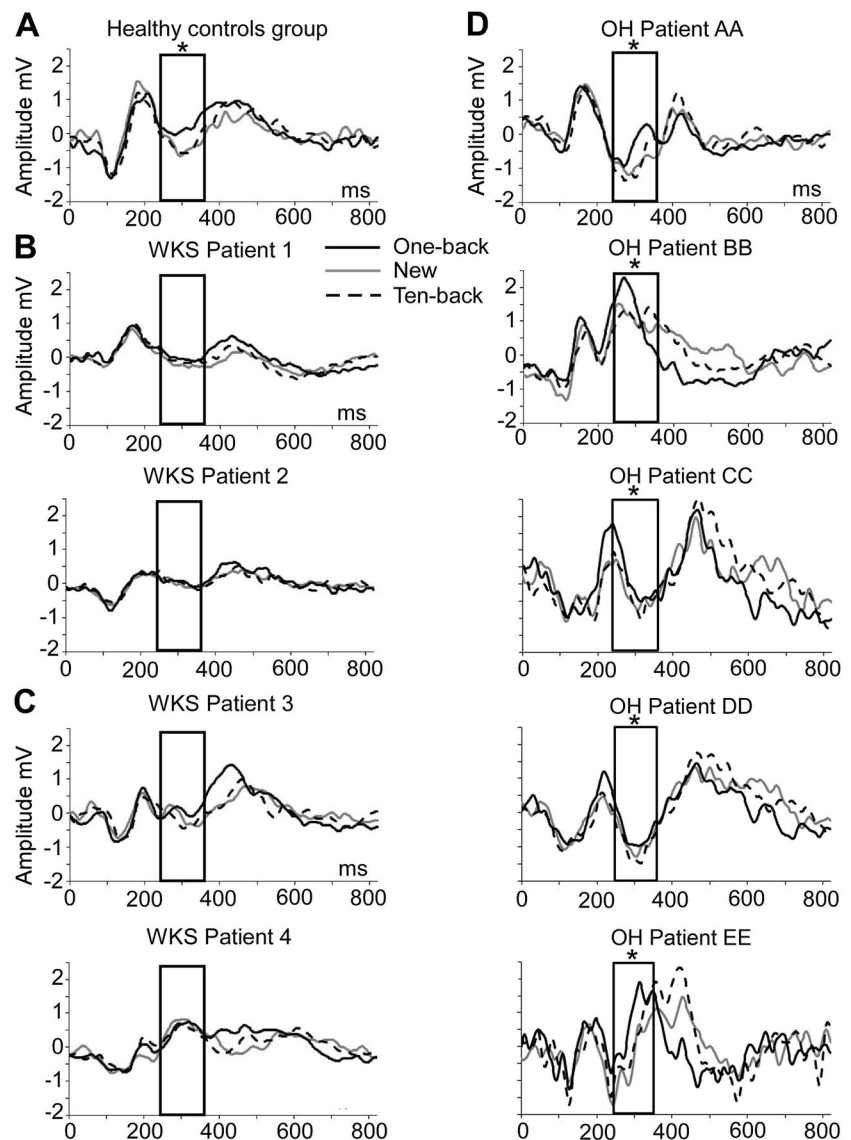 A
Healthy controls group
*
Amplitude mV
2
1
0
-1
-2
ms
0 200 400 600 800
B
WKS Patient 1
One-back
New
Ten-back
Amplitude mV
2
1
0
-1
-2
ms
0 200 400 600 800
WKS Patient 2
2
1
0
-1
-2
0 200 400 600 800
C
WKS Patient 3
Amplitude mV
2
1
0
-1
-2
ms
0 200 400 600 800
WKS Patient 4
2
1
0
-1
-2
0 200 400 600 800
D
OH Patient AA
*
Amplitude mV
2
1
0
-1
-2
ms
0 200 400 600 800
OH Patient BB
*
Amplitude mV
2
1
0
-1
-2
0 200 400 600 800
OH Patient CC
*
0 200 400 600 800
OH Patient DD
*
0 200 400 600 800
OH Patient EE
*
0 200 400 600 800